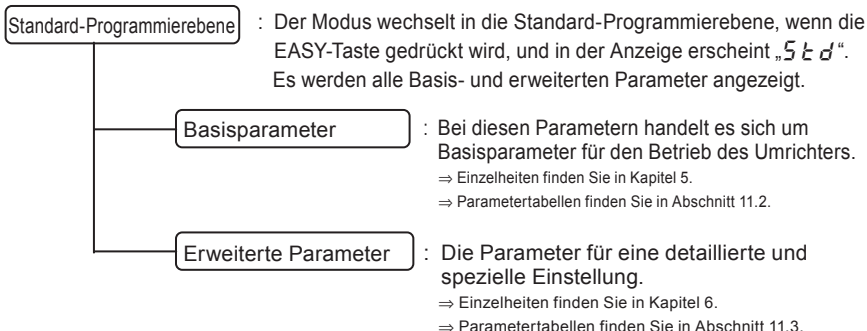 Standard-Programmierebene : Der Modus wechselt in die Standard-Programmierebene, wenn die
EASY-Taste gedrückt wird, und in der Anzeige erscheint „Std“.
Es werden alle Basis- und erweiterten Parameter angezeigt.
Basisparameter : Bei diesen Parametern handelt es sich um
Basisparameter für den Betrieb des Umrichters.
⇒ Einzelheiten finden Sie in Kapitel 5.
⇒ Parametertabellen finden Sie in Abschnitt 11.2.
Erweiterte Parameter : Die Parameter für eine detaillierte und
spezielle Einstellung.
⇒ Einzelheiten finden Sie in Kapitel 6.
⇒ Parametertabellen finden Sie in Abschnitt 11.3.